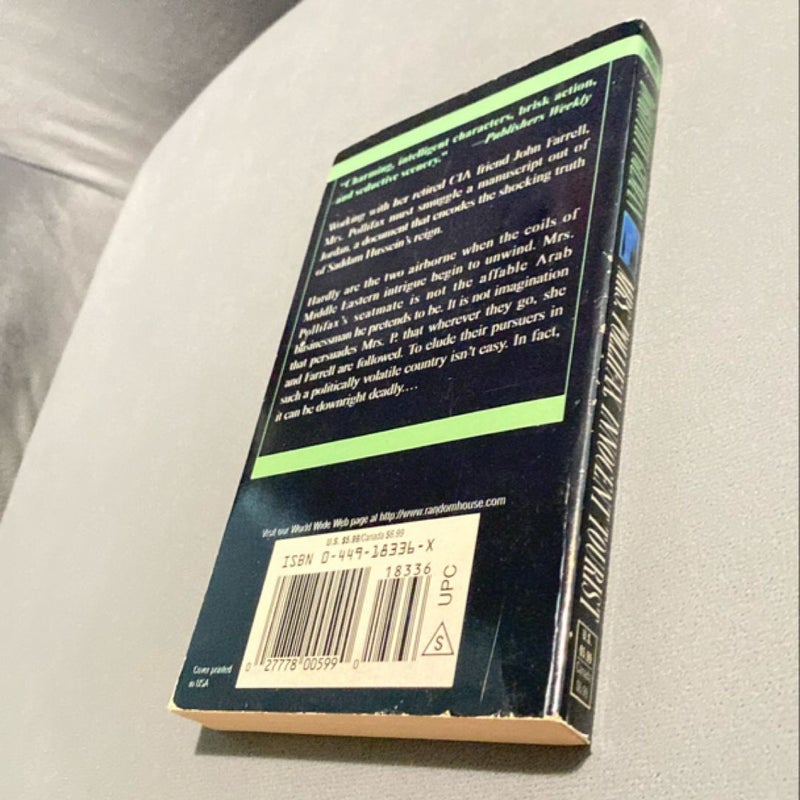 "Charming, intelligent characters, brisk action,
and seductive scenery."
—Publishers Weekly
Working with her retired CIA friend John Farrell,
Mrs. Pollifax must smuggle a manuscript out of
Jordan, a document that encodes the shocking truth
of Saddam Hussein's reign.
Hardly are the two airborne when the coils of
Middle Eastern intrigue begin to unwind. Mrs.
Pollifax's seatmate is not the affable Arab
businessman he pretends to be. It is not imagination
that persuades Mrs. P. that wherever they go, she
and Farrell are followed. To elude their pursuers in
such a politically volatile country isn't easy. In fact,
it can be downright deadly....
Visit our World Wide Web page at http://www.randomhouse.com
U.S. $5.99/Canada $6.99
ISBN 0-449-18336-X
18336
0 27778 00599 0
UPC
S
Cover printed
in USA
MRS. POLLIFAX, INNOCENT TOURIST